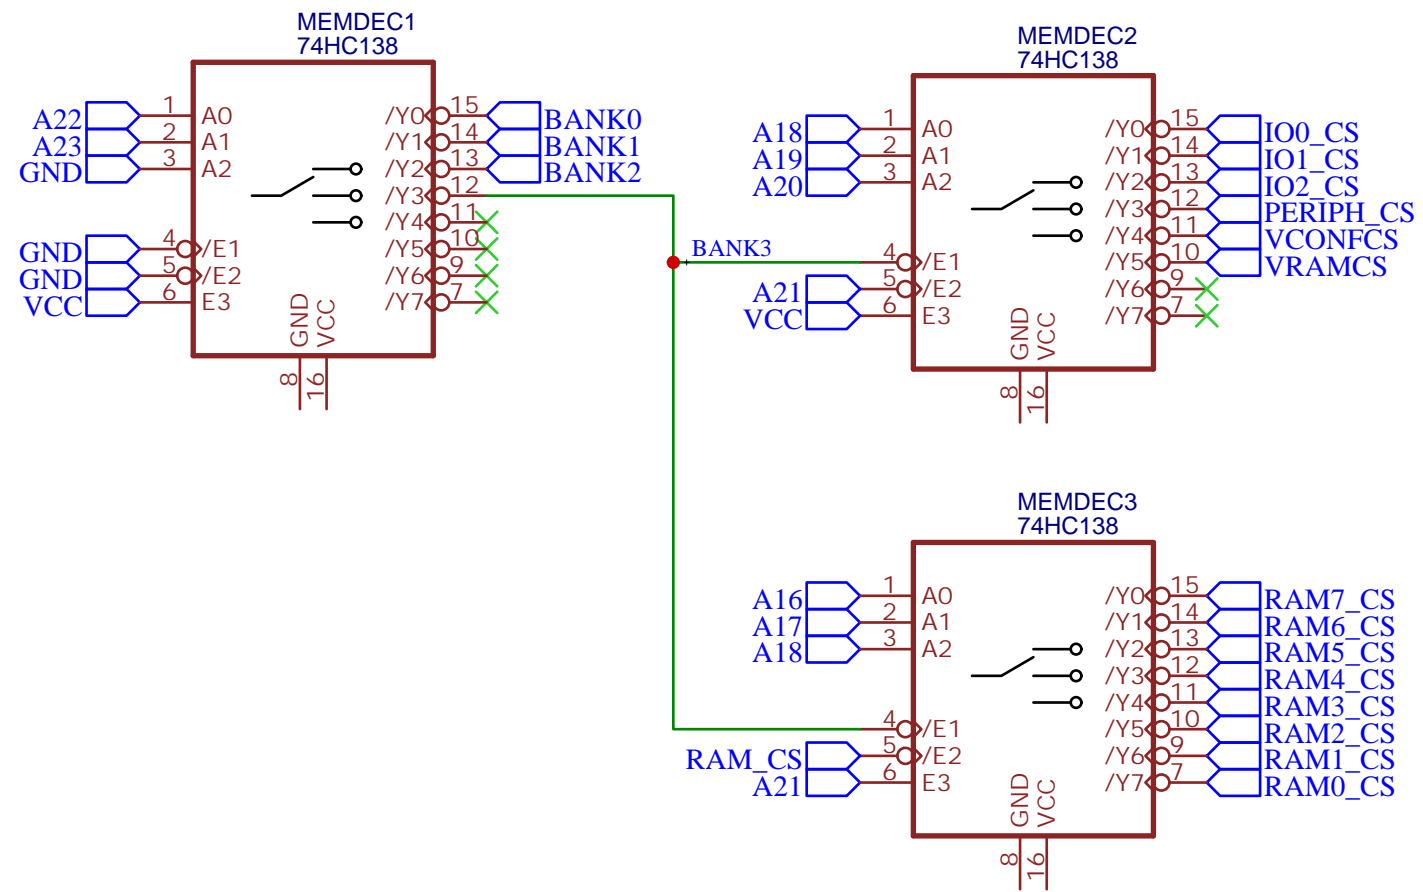 MEMDEC1
74HC138
A22 1 A0 /Y0 15 BANK0
A23 2 A1 /Y1 14 BANK1
GND 3 A2 /Y2 13 BANK2
/Y3 12
/Y4 11
GND 4 /E1 /Y5 10
GND 5 /E2 /Y6 9
VCC 6 E3 /Y7 7
GND VCC
8 16
BANK3
MEMDEC2
74HC138
A18 1 A0 /Y0 15 IO0_CS
A19 2 A1 /Y1 14 IO1_CS
A20 3 A2 /Y2 13 IO2_CS
/Y3 12 PERIPH_CS
/Y4 11 VCONFCS
4 /E1 /Y5 10 VRAMCS
A21 5 /E2 /Y6 9
VCC 6 E3 /Y7 7
GND VCC
8 16
MEMDEC3
74HC138
A16 1 A0 /Y0 15 RAM7_CS
A17 2 A1 /Y1 14 RAM6_CS
A18 3 A2 /Y2 13 RAM5_CS
/Y3 12 RAM4_CS
/Y4 11 RAM3_CS
4 /E1 /Y5 10 RAM2_CS
RAM_CS 5 /E2 /Y6 9 RAM1_CS
A21 6 E3 /Y7 7 RAM0_CS
GND VCC
8 16